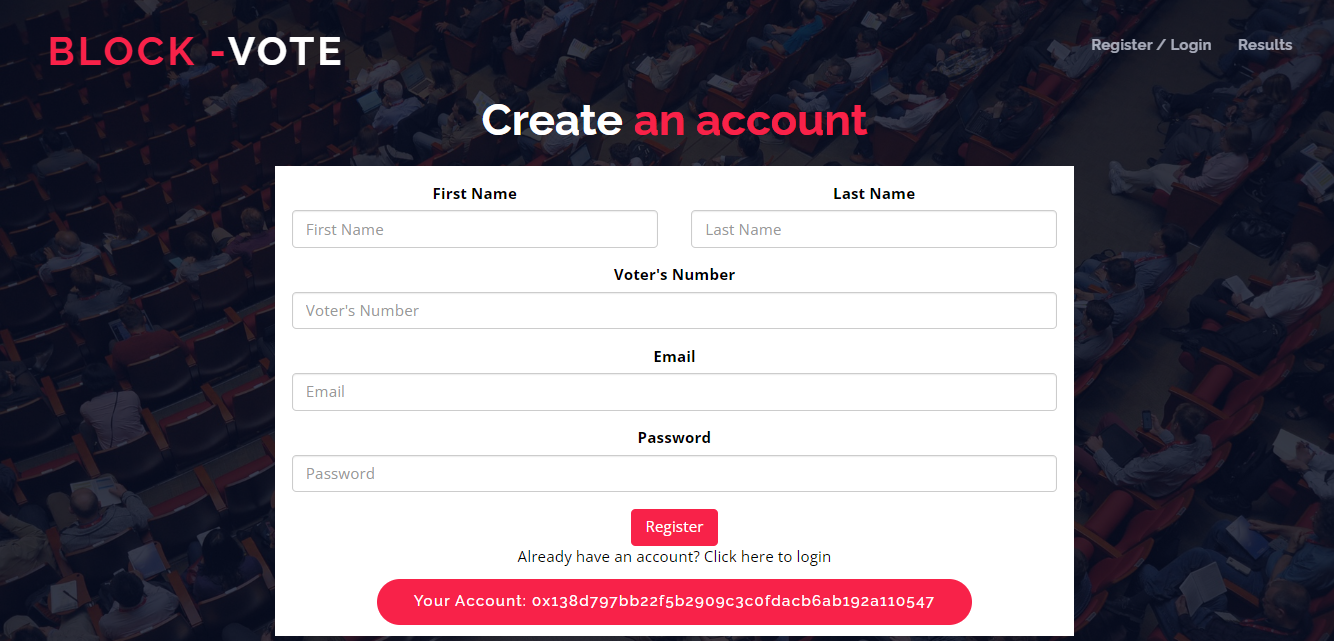 BLOCK -VOTE
Register / Login
Results
Create an account
First Name
Last Name
First Name
Last Name
Voter's Number
Voter's Number
Email
Email
Password
Password
Register
Already have an account? Click here to login
Your Account: 0x138d797bb22f5b2909c3c0fdacb6ab192a110547